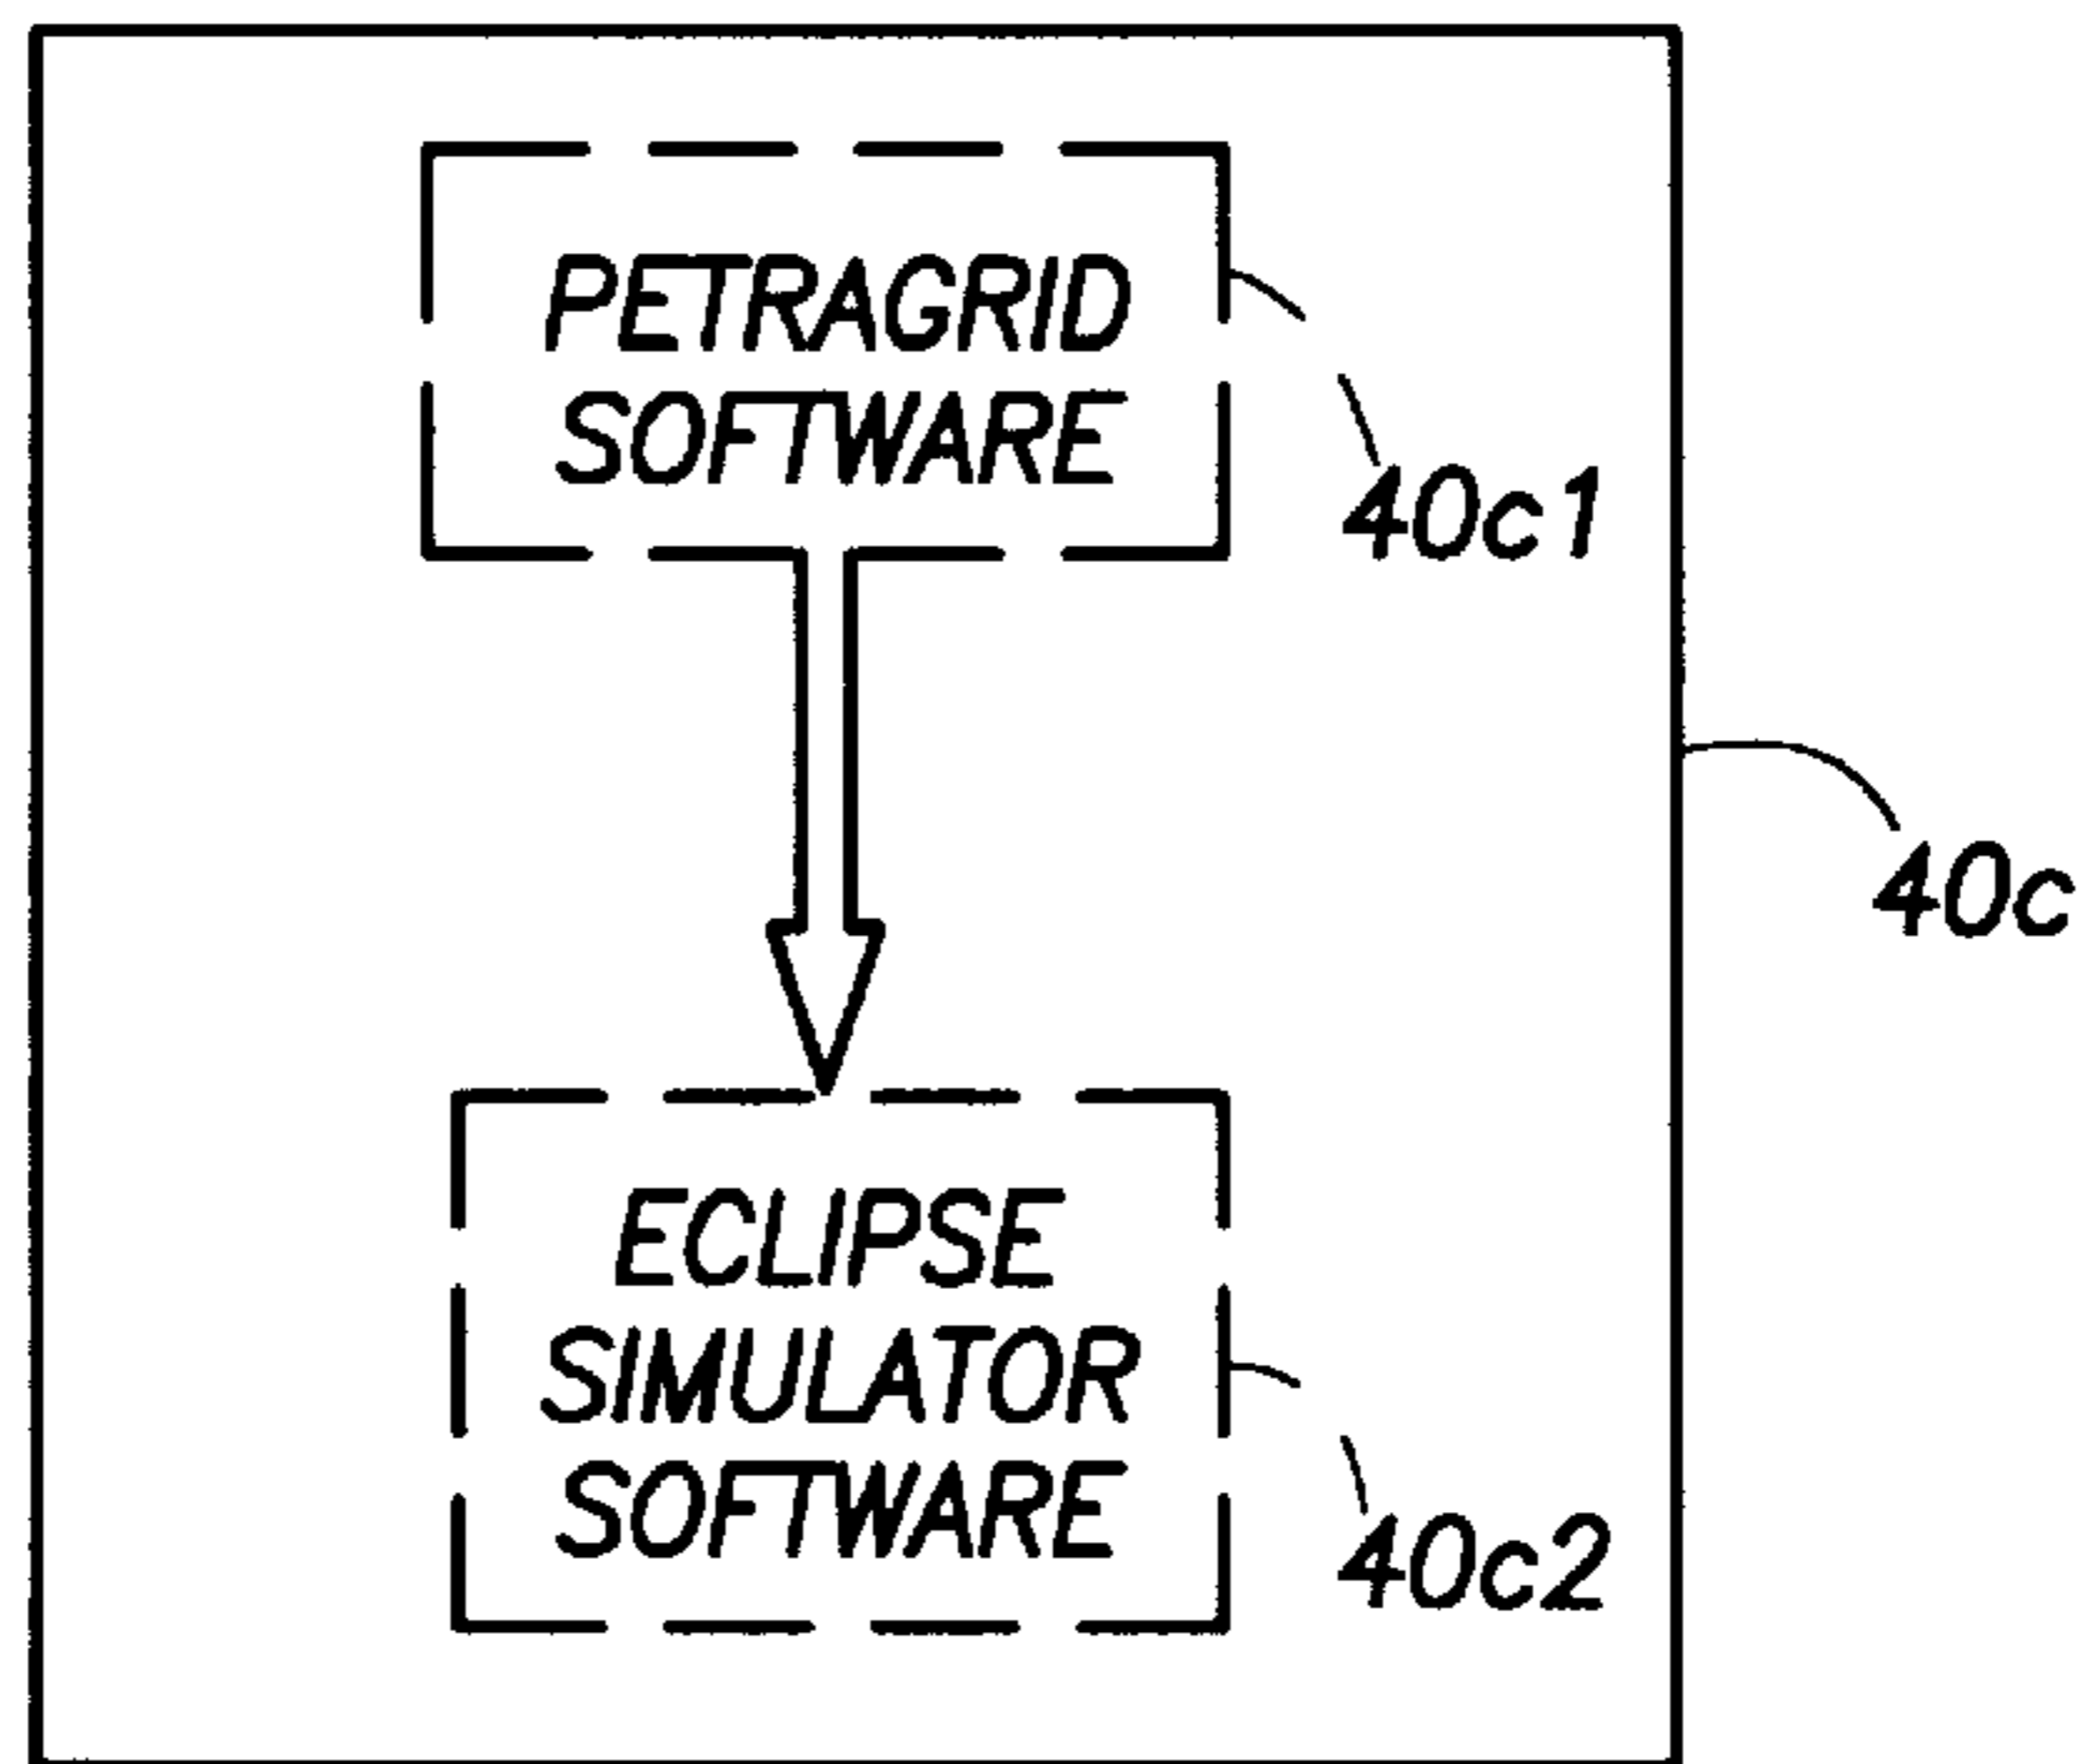 PETRAGRID
SOFTWARE
40c1
40c
ECLIPSE
SIMULATOR
SOFTWARE
40c2